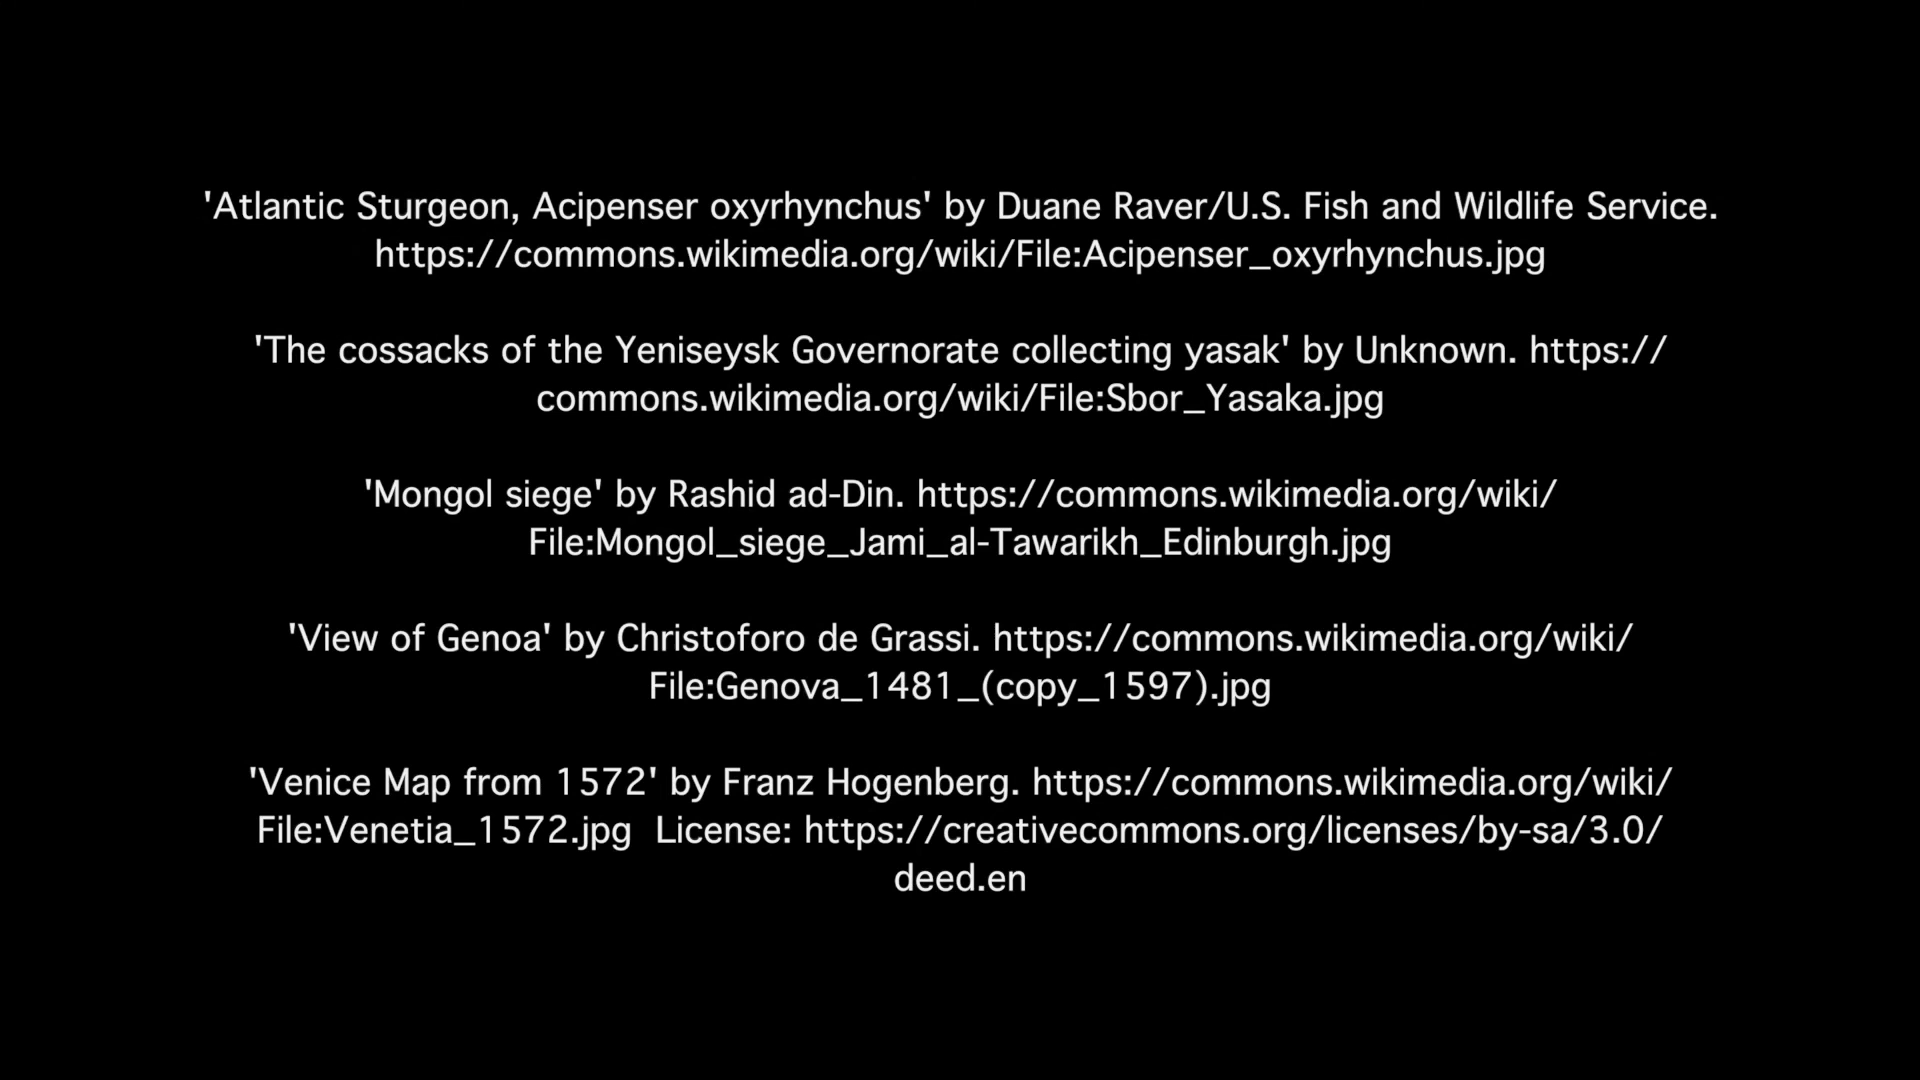 'Atlantic Sturgeon, Acipenser oxyrhynchus' by Duane Raver/U.S. Fish and Wildlife Service.
https://commons.wikimedia.org/wiki/File:Acipenser_oxyrhynchus.jpg
'The cossacks of the Yeniseysk Governorate collecting yasak' by Unknown. https://
commons.wikimedia.org/wiki/File:Sbor_Yasaka.jpg
'Mongol siege' by Rashid ad-Din. https://commons.wikimedia.org/wiki/
File:Mongol_siege_Jami_al-Tawarikh_Edinburgh.jpg
'View of Genoa' by Christoforo de Grassi. https://commons.wikimedia.org/wiki/
File:Genova_1481_(copy_1597).jpg
'Venice Map from 1572' by Franz Hogenberg. https://commons.wikimedia.org/wiki/
File:Venetia_1572.jpg  License: https://creativecommons.org/licenses/by-sa/3.0/
deed.en